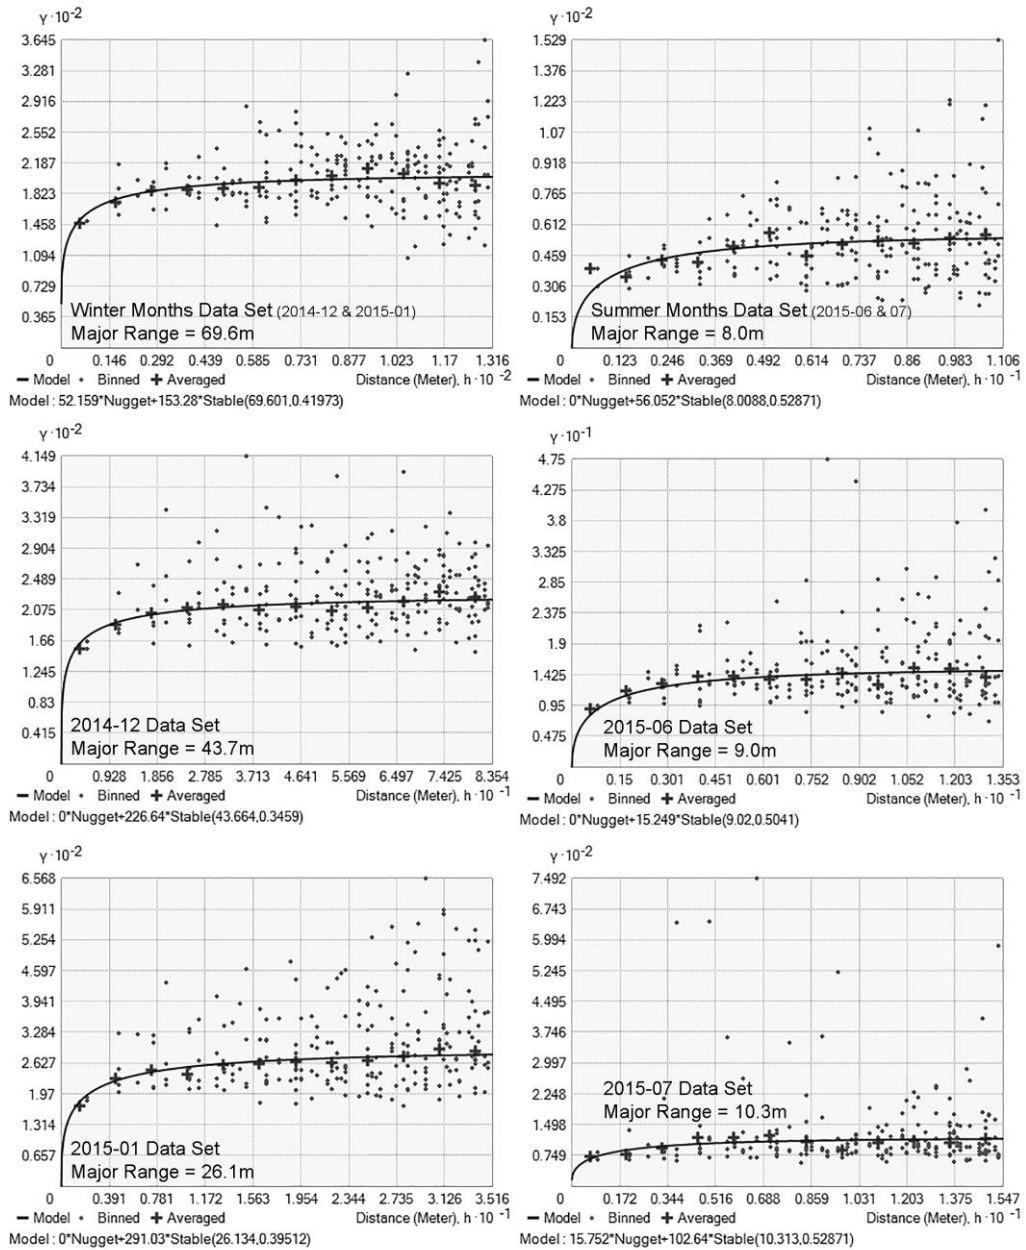 γ·10⁻²
3.645
3.281
2.916
2.552
2.187
1.823
1.458
1.094
0.729
0.365
Winter Months Data Set (2014-12 & 2015-01)
Major Range = 69.6m
0 0.146 0.292 0.439 0.585 0.731 0.877 1.023 1.17 1.316
Model Binned Averaged Distance (Meter), h·10⁻²
Model : 52.159*Nugget+153.28*Stable(69.601,0.41973)
γ·10⁻²
1.529
1.376
1.223
1.07
0.918
0.765
0.612
0.459
0.306
0.153
Summer Months Data Set (2015-06 & 07)
Major Range = 8.0m
0 0.123 0.246 0.369 0.492 0.614 0.737 0.86 0.983 1.106
Model Binned Averaged Distance (Meter), h·10⁻¹
Model : 0*Nugget+56.052*Stable(8.0088,0.52871)
γ·10⁻²
4.149
3.734
3.319
2.904
2.489
2.075
1.66
1.245
0.83
0.415
2014-12 Data Set
Major Range = 43.7m
0 0.928 1.856 2.785 3.713 4.641 5.569 6.497 7.425 8.354
Model Binned Averaged Distance (Meter), h·10⁻¹
Model : 0*Nugget+226.64*Stable(43.664,0.3459)
γ·10⁻¹
4.75
4.275
3.8
3.325
2.85
2.375
1.9
1.425
0.95
0.475
2015-06 Data Set
Major Range = 9.0m
0 0.15 0.301 0.451 0.601 0.752 0.902 1.052 1.203 1.353
Model Binned Averaged Distance (Meter), h·10⁻¹
Model : 0*Nugget+15.249*Stable(9.02,0.5041)
γ·10⁻²
6.568
5.911
5.254
4.597
3.941
3.284
2.627
1.97
1.314
0.657
2015-01 Data Set
Major Range = 26.1m
0 0.391 0.781 1.172 1.563 1.954 2.344 2.735 3.126 3.516
Model Binned Averaged Distance (Meter), h·10⁻¹
Model : 0*Nugget+291.03*Stable(26.134,0.39512)
γ·10⁻²
7.492
6.743
5.994
5.245
4.495
3.746
2.997
2.248
1.498
0.749
2015-07 Data Set
Major Range = 10.3m
0 0.172 0.344 0.516 0.688 0.859 1.031 1.203 1.375 1.547
Model Binned Averaged Distance (Meter), h·10⁻¹
Model : 15.752*Nugget+102.64*Stable(10.313,0.52871)